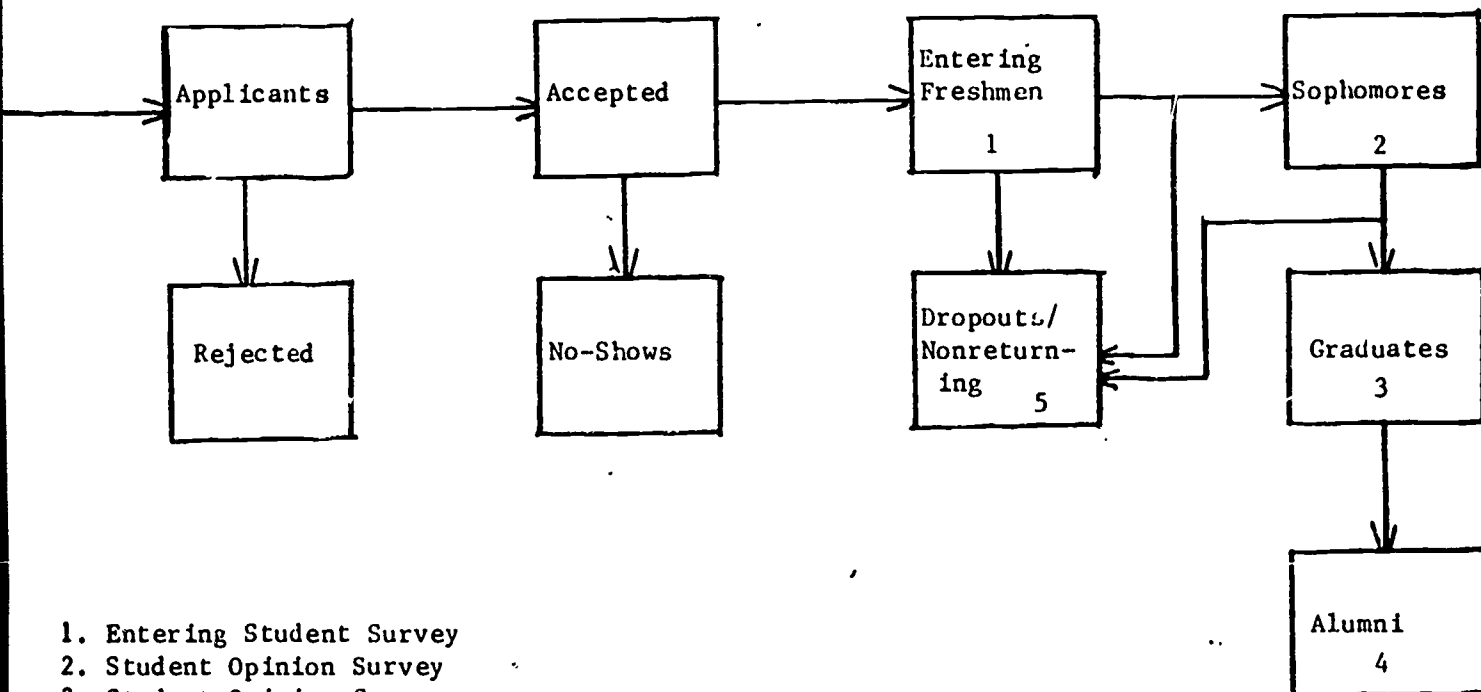 Applicants
Accepted
Entering
Freshmen
1
Sophomores
2
Rejected
No-Shows
Dropouts/
Nonreturn-
ing
5
Graduates
3
Alumni
4
1. Entering Student Survey
2. Student Opinion Survey